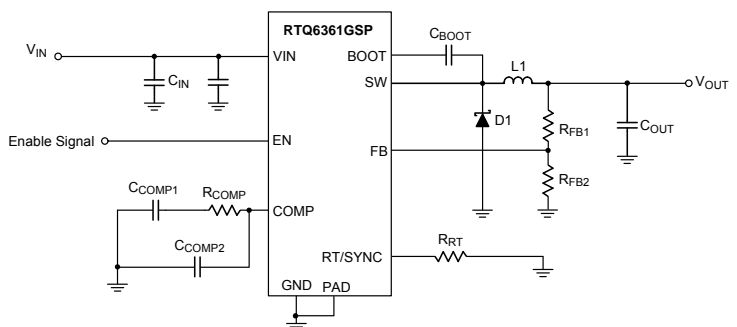 RTQ6361GSP
VIN
CIN
VIN
BOOT
CBOOT
SW
L1
VOUT
D1
RFB1
COUT
Enable Signal
EN
FB
RFB2
CCOMP1
RCOMP
COMP
CCOMP2
RT/SYNC
RRT
GND
PAD